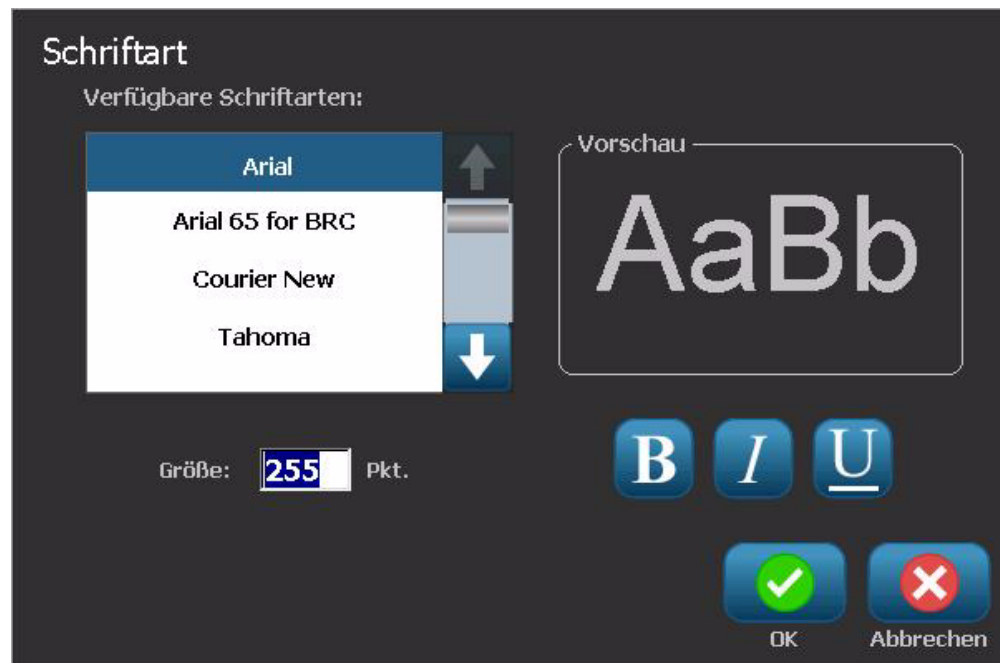 Schriftart
Verfügbare Schriftarten:
Arial
Arial 65 for BRC
Courier New
Tahoma
Vorschau
AaBb
Größe: 255 Pkt.
B I U
OK Abbrechen